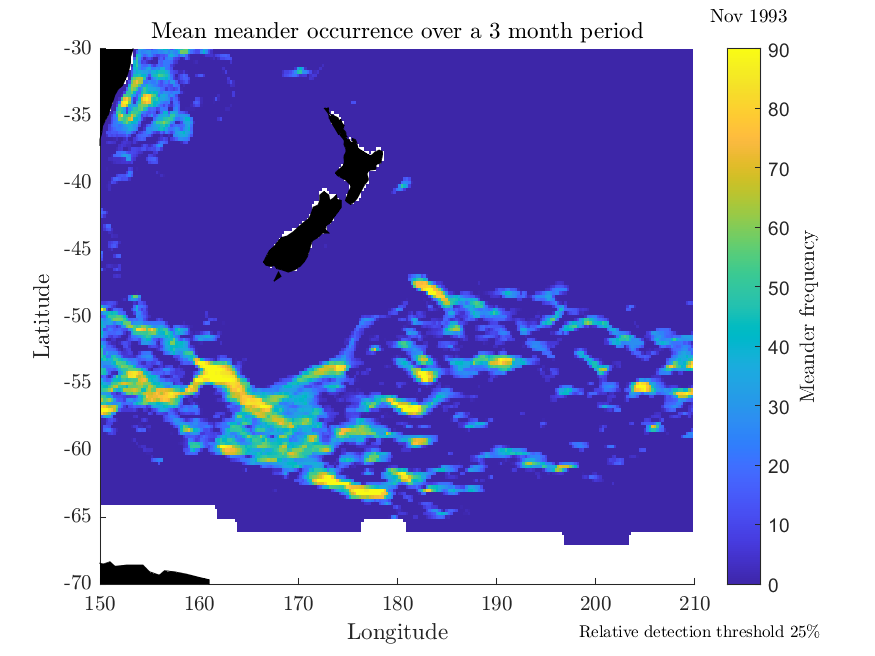 Nov 1993
Mean meander occurrence over a 3 month period
-30
-35
-40
-45
-50
-55
-60
-65
-70
Latitude
150 160 170 180 190 200 210
Longitude
90
80
70
60
50
40
30
20
10
0
Meander frequency
Relative detection threshold 25%